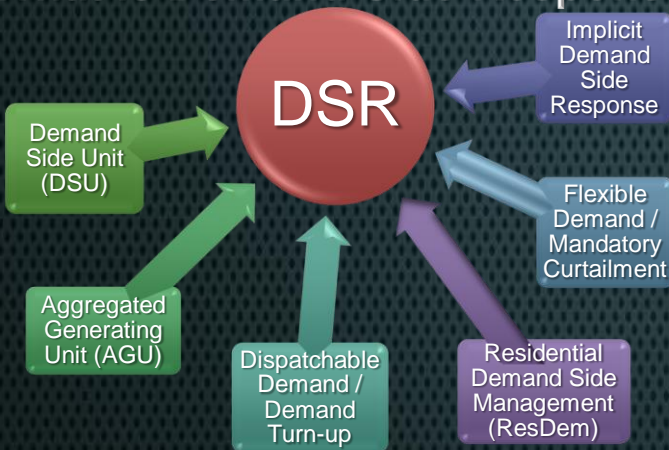 DSR
Implicit
Demand
Side
Response
Demand
Side Unit
(DSU)
Flexible
Demand /
Mandatory
Curtailment
Aggregated
Generating
Unit (AGU)
Dispatchable
Demand /
Demand
Turn-up
Residential
Demand Side
Management
(ResDem)